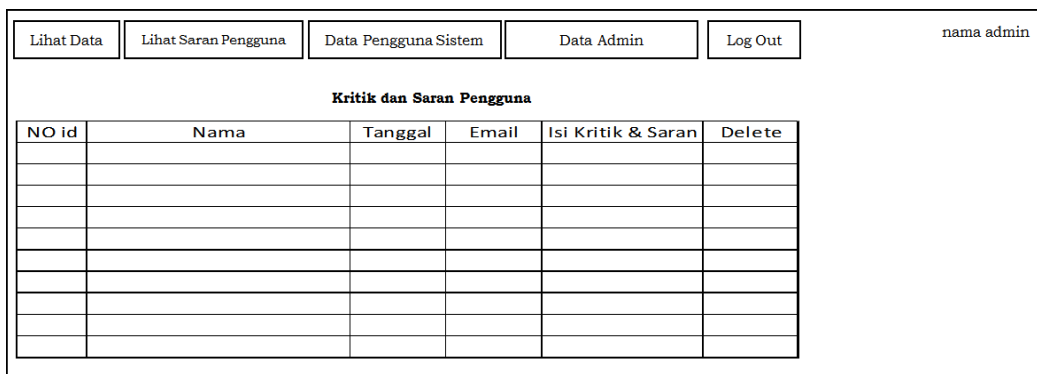 Lihat Data Lihat Saran Pengguna Data Pengguna Sistem Data Admin Log Out nama admin
Kritik dan Saran Pengguna
NO id Nama Tanggal Email Isi Kritik & Saran Delete